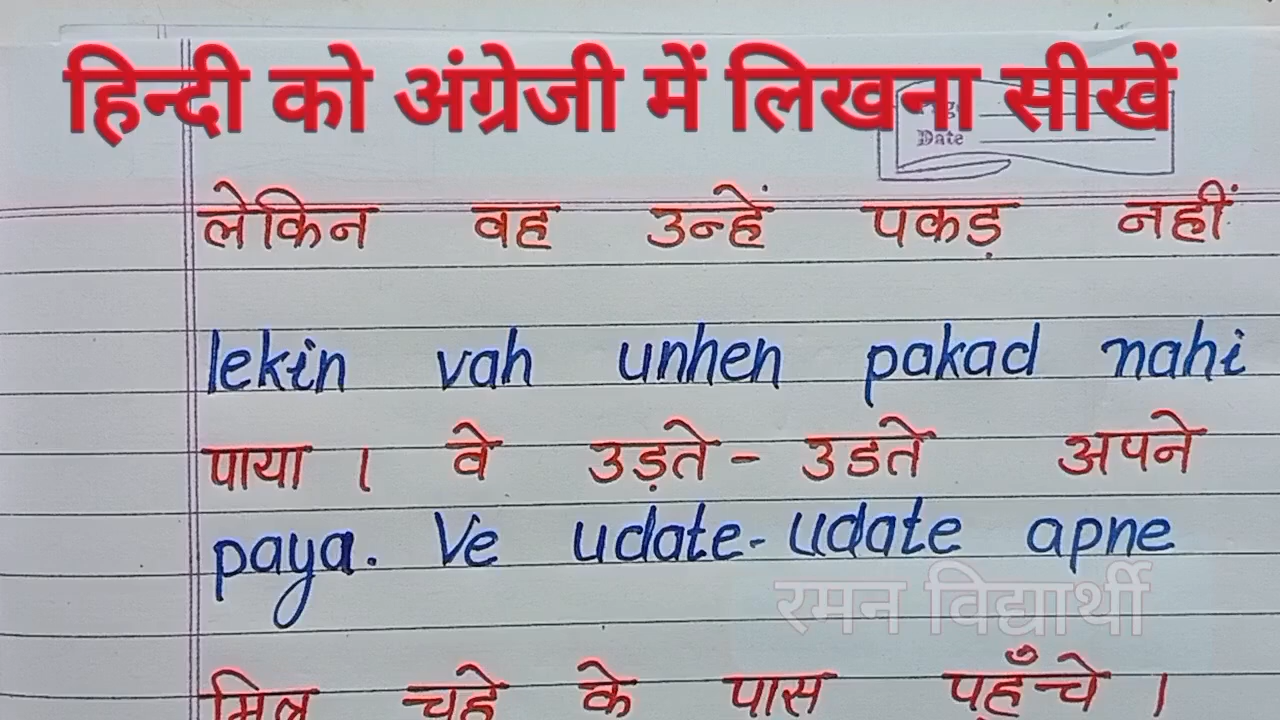 हिन्दी को अंग्रेजी में लिखना सीखें
Date
लेकिन वह उन्हें पकड़ नहीं
lekin vah unhen pakad nahi
पाया । वे उड़ते - उडते अपने
paya. Ve udate-udate apne
रमन विद्यार्थी
मित्र चूहे के पास पहुँचे ।